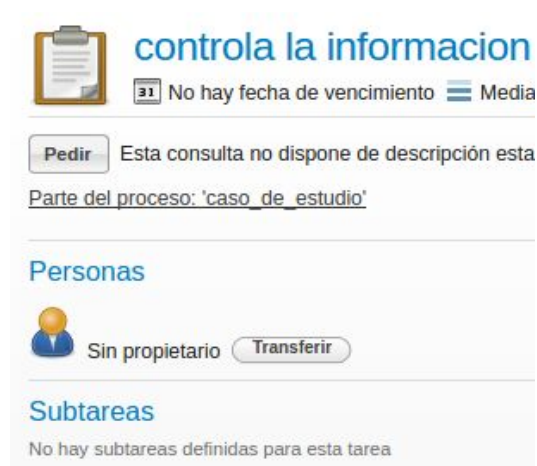 controla la informacion
31 No hay fecha de vencimiento Media
Pedir Esta consulta no dispone de descripción esta
Parte del proceso: 'caso_de_estudio'
Personas
Sin propietario Transferir
Subtareas
No hay subtareas definidas para esta tarea